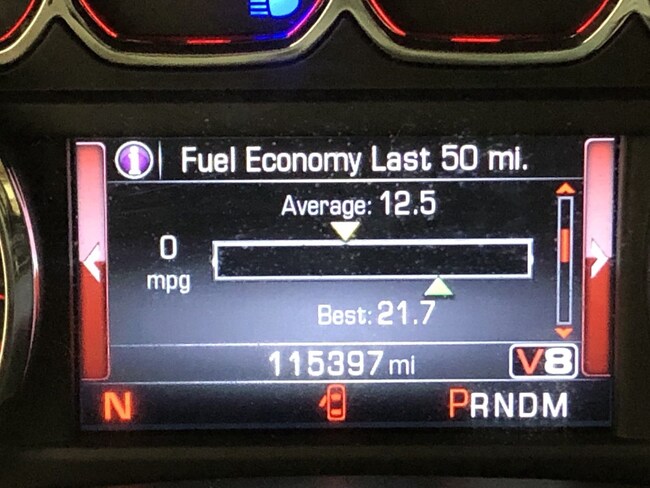 i Fuel Economy Last 50 mi.
Average: 12.5
0
mpg
Best: 21.7
115397 mi V8
N PRNDM